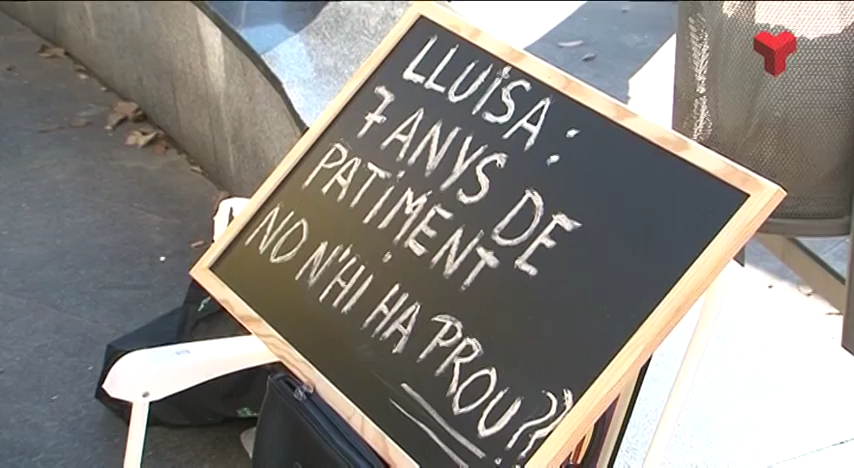 LLUÏSA:
7 ANYS DE
PATIMENT
NO N'HI HA PROU??